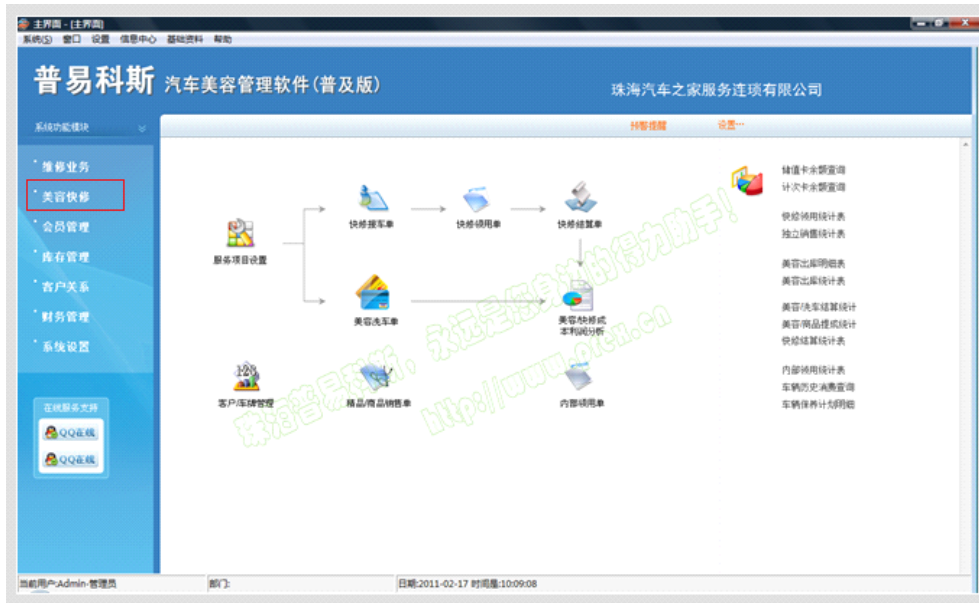 主界面 - [主界面]
系统(S) 窗口 设置 信息中心 基础资料 帮助
普易科斯 汽车美容管理软件(普及版)
珠海汽车之家服务连琐有限公司
系统功能模块
预警提醒 设置…
维修业务
美容快修
会员管理
库存管理
客户关系
财务管理
系统设置
在线服务支持
QQ在线
QQ在线
服务项目设置
快修接车单
快修领用单
快修结算单
美容洗车单
美容/快修成
本利润分析
客户/车牌管理
精品/商品销售单
内部领用单
储值卡余额查询
计次卡余额查询
快修领用统计表
独立销售统计表
美容出库明细表
美容出库统计表
美容/洗车结算统计
美容/商品提成统计
快修结算统计表
内部领用统计表
车辆历史消费查询
车辆保养计划明细
珠海普易科斯，永远是您身边的得力助手！
当前用户:Admin-管理员 部门: 日期:2011-02-17 时间是:10:09:08